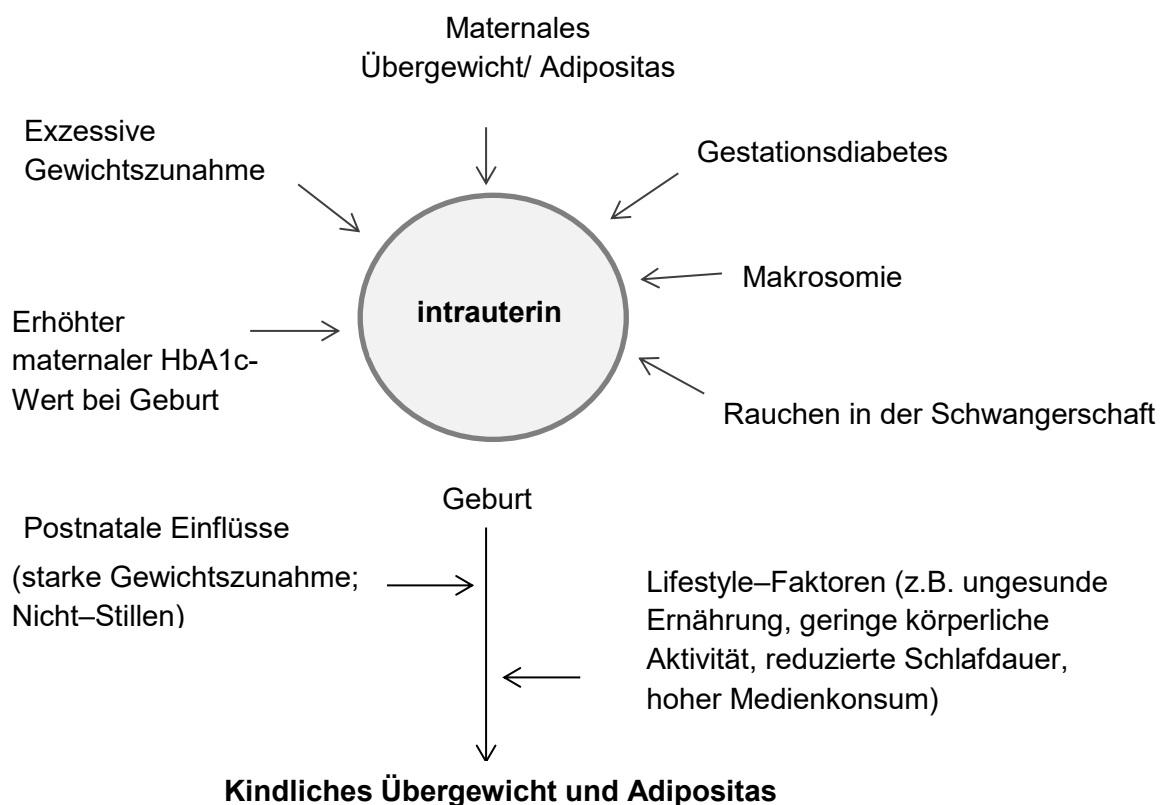 Maternales
Übergewicht/ Adipositas
Exzessive
Gewichtszunahme
Gestationsdiabetes
Makrosomie
intrauterin
Erhöhter
maternaler HbA1c-
Wert bei Geburt
Rauchen in der Schwangerschaft
Geburt
Postnatale Einflüsse
(starke Gewichtszunahme;
Nicht–Stillen)
Lifestyle–Faktoren (z.B. ungesunde
Ernährung, geringe körperliche
Aktivität, reduzierte Schlafdauer,
hoher Medienkonsum)
Kindliches Übergewicht und Adipositas